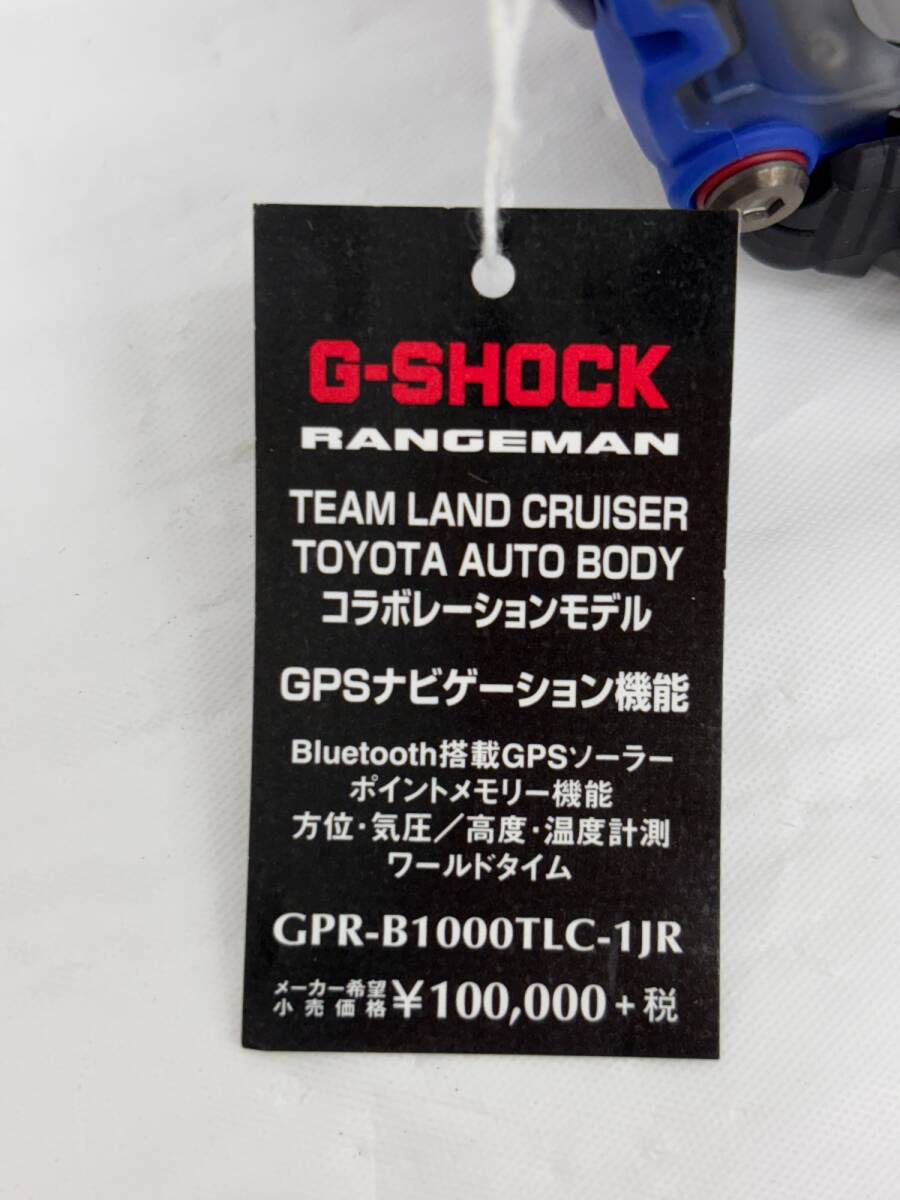 G-SHOCK
RANGEMAN
TEAM LAND CRUISER
TOYOTA AUTO BODY
コラボレーションモデル
GPSナビゲーション機能
Bluetooth搭載GPSソーラー
ポイントメモリー機能
方位・気圧／高度・温度計測
ワールドタイム
GPR-B1000TLC-1JR
メーカー希望
小売価格 ¥100,000+税